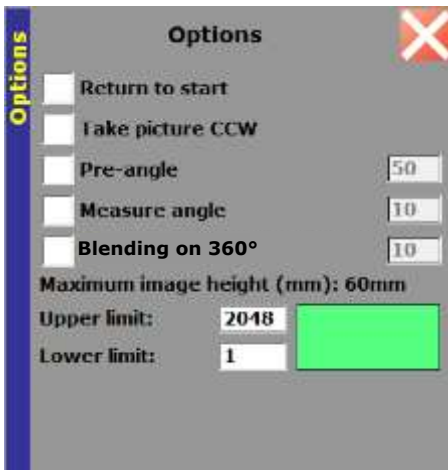 Options
Options
Return to start
Take picture CCW
Pre-angle 50
Measure angle 10
Blending on 360° 10
Maximum image height (mm): 60mm
Upper limit: 2048
Lower limit: 1